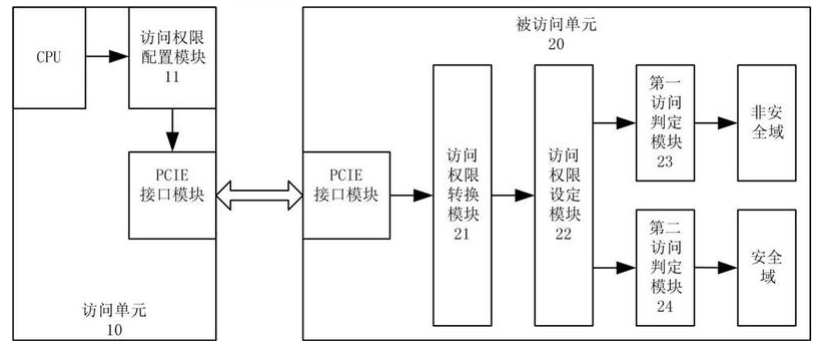 CPU
访问权限
配置模块
11
PCIE
接口模块
访问单元
10
被访问单元
20
PCIE
接口模块
访问
权限
转换
模块
21
访问
权限
设定
模块
22
第一
访问
判定
模块
23
非安
全域
第二
访问
判定
模块
24
安全
域